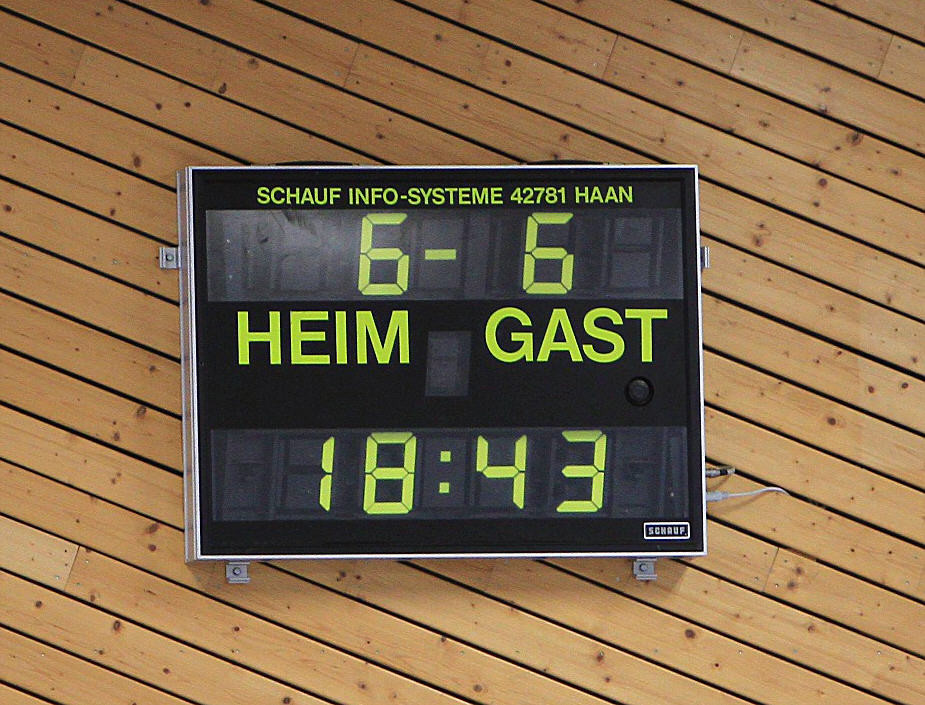 SCHAUF INFO-SYSTEME 42781 HAAN
6 - 6
HEIM GAST
18:43
SCHAUF